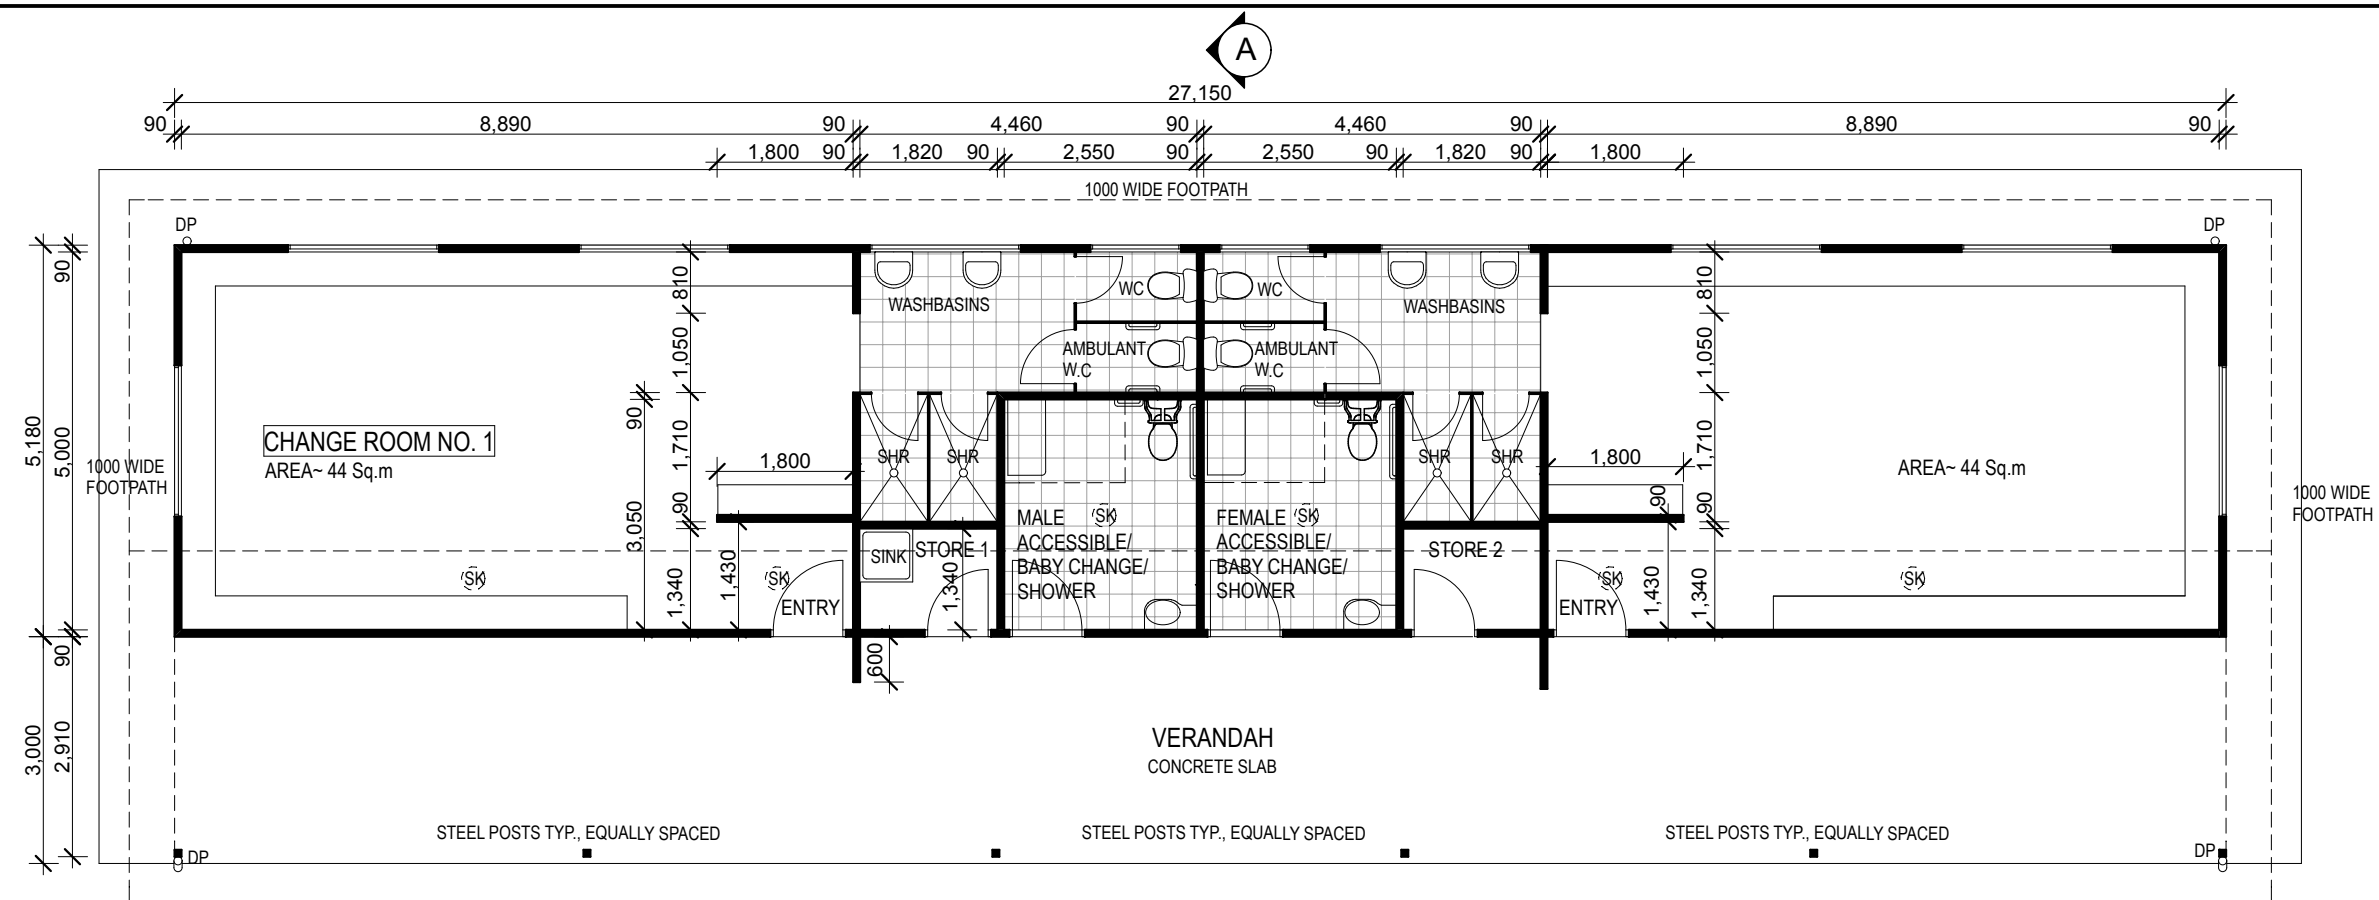 A
27,150
90 8,890 90 4,460 90 4,460 90 8,890 90
1,800 90 1,820 90 2,550 90 2,550 90 1,820 90 1,800
1000 WIDE FOOTPATH
DP
DP
90
810
810
WC
WC
WASHBASINS
WASHBASINS
1,050
1,050
AMBULANT
W.C
AMBULANT
W.C
5,180
5,000
90
1,710
1,710
CHANGE ROOM NO. 1
AREA~ 44 Sq.m
1,800
SHR
SHR
SHR
SHR
1,800
AREA~ 44 Sq.m
1000 WIDE
FOOTPATH
1000 WIDE
FOOTPATH
3,050
90
90
90
MALE
ACCESSIBLE/
BABY CHANGE/
SHOWER
SK
FEMALE
ACCESSIBLE/
BABY CHANGE/
SHOWER
SK
SINK
STORE 1
STORE 2
SK
1,340
1,430
SK
ENTRY
1,340
ENTRY
SK
1,430
1,340
SK
90
600
3,000
2,910
VERANDAH
CONCRETE SLAB
STEEL POSTS TYP., EQUALLY SPACED
STEEL POSTS TYP., EQUALLY SPACED
STEEL POSTS TYP., EQUALLY SPACED
DP
DP